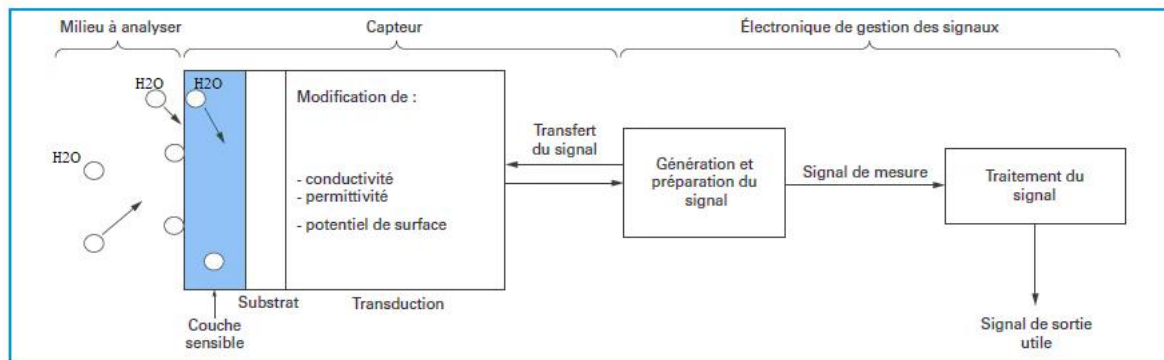 Milieu à analyser
Capteur
Électronique de gestion des signaux
H2O
H2O
H2O
Modification de :
- conductivité
- permittivité
- potentiel de surface
Transfert
du signal
Génération et
préparation du
signal
Signal de mesure
Traitement du
signal
Substrat
Transduction
Couche
sensible
Signal de sortie
utile